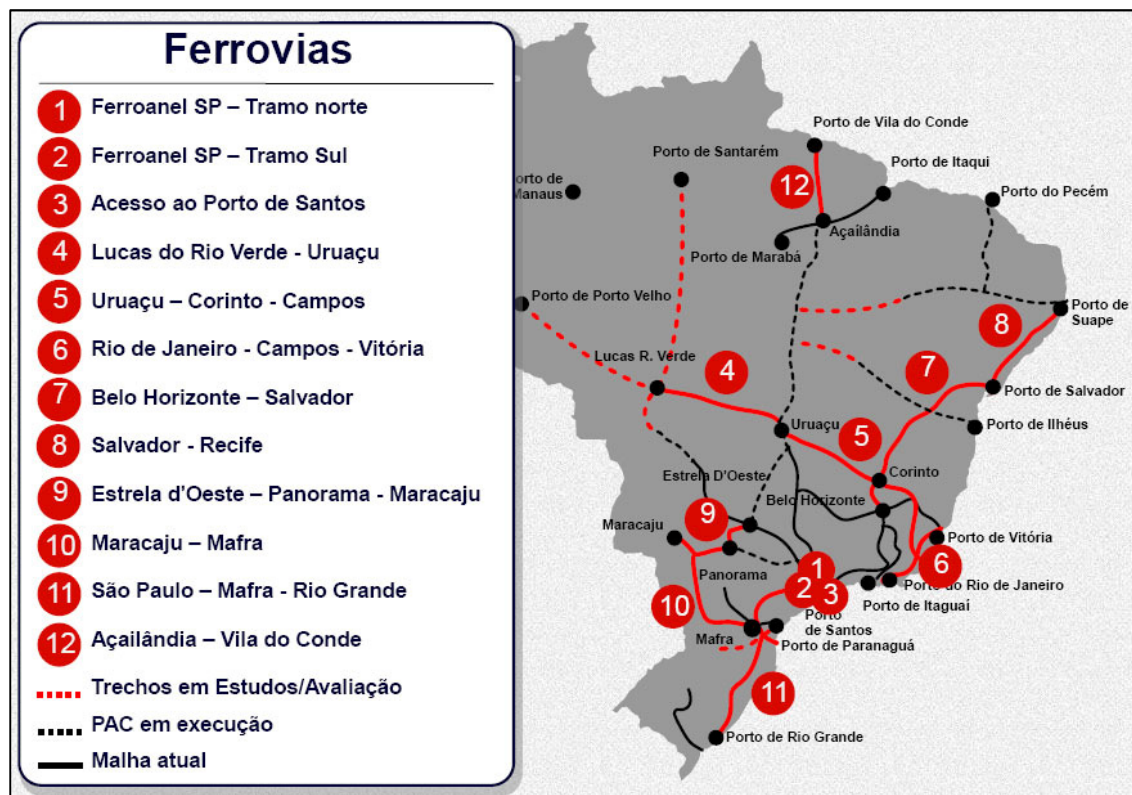 Ferrovias
1 Ferroanel SP – Tramo norte
2 Ferroanel SP – Tramo Sul
3 Acesso ao Porto de Santos
4 Lucas do Rio Verde - Uruaçu
5 Uruaçu – Corinto - Campos
6 Rio de Janeiro - Campos - Vitória
7 Belo Horizonte – Salvador
8 Salvador - Recife
9 Estrela d'Oeste – Panorama - Maracaju
10 Maracaju – Mafra
11 São Paulo – Mafra - Rio Grande
12 Açailândia – Vila do Conde
Trechos em Estudos/Avaliação
PAC em execução
Malha atual
Porto de Vila do Conde
Porto de Santarém
Porto de Itaqui
12
orto de
Manaus
Porto do Pecém
Açailândia
Porto de Marabá
Porto de Porto Velho
8
Porto de
Suape
Lucas R. Verde
4
7
Porto de Salvador
Uruaçu
5
Porto de Ilhéus
Estrela D'Oeste
Corinto
Belo Horizonte
9
Maracaju
Porto de Vitória
Panorama
1
6
2
3
Porto do Rio de Janeiro
10
Porto de Itaguaí
Porto
de Santos
Mafra
Porto de Paranaguá
11
Porto de Rio Grande